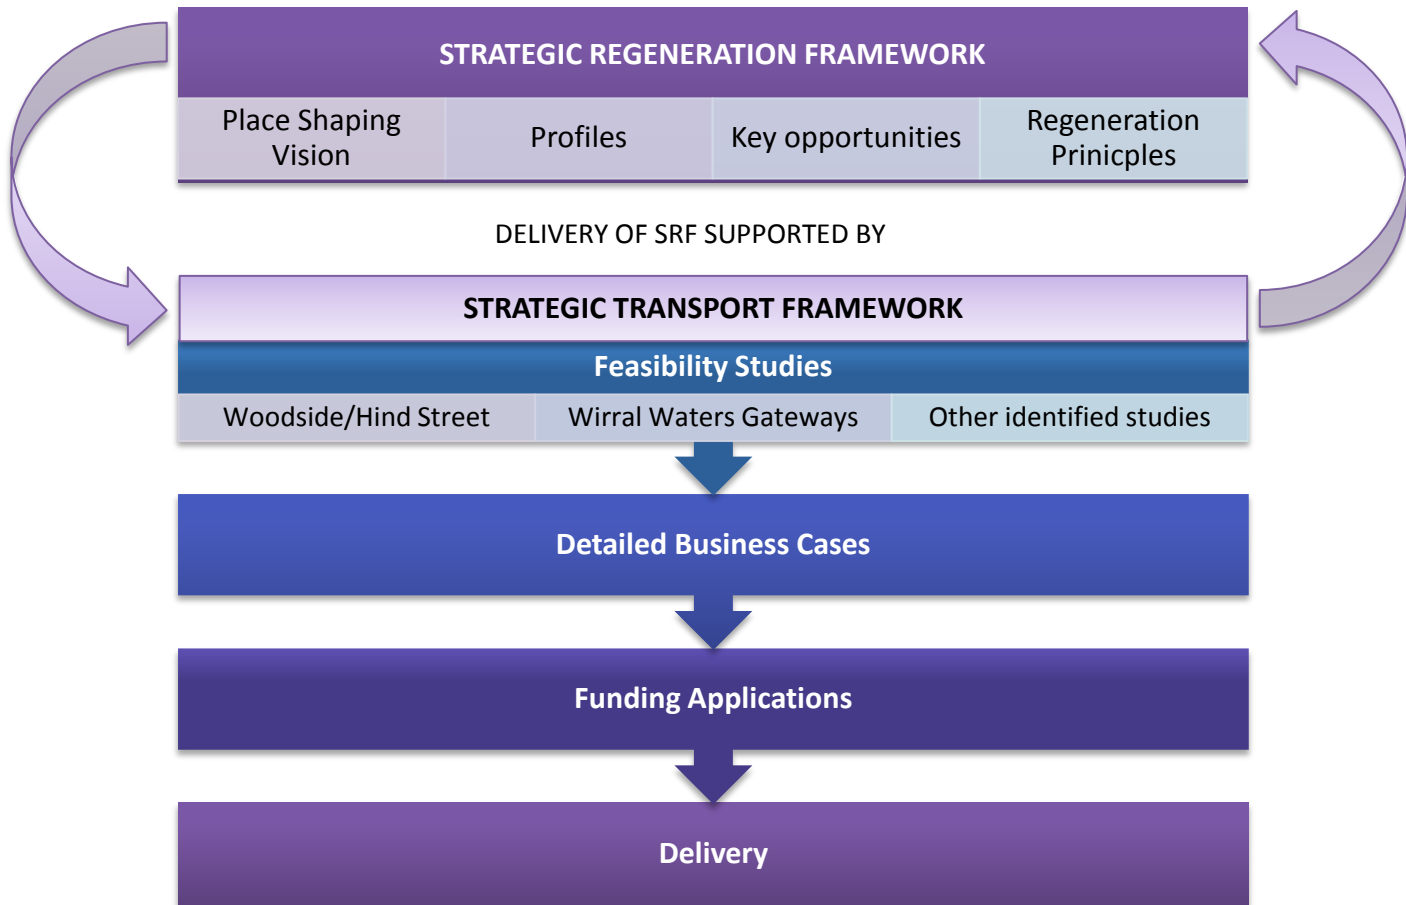 STRATEGIC REGENERATION FRAMEWORK
Place Shaping
Vision
Profiles
Key opportunities
Regeneration
Prinicples
DELIVERY OF SRF SUPPORTED BY
STRATEGIC TRANSPORT FRAMEWORK
Feasibility Studies
Woodside/Hind Street
Wirral Waters Gateways
Other identified studies
Detailed Business Cases
Funding Applications
Delivery